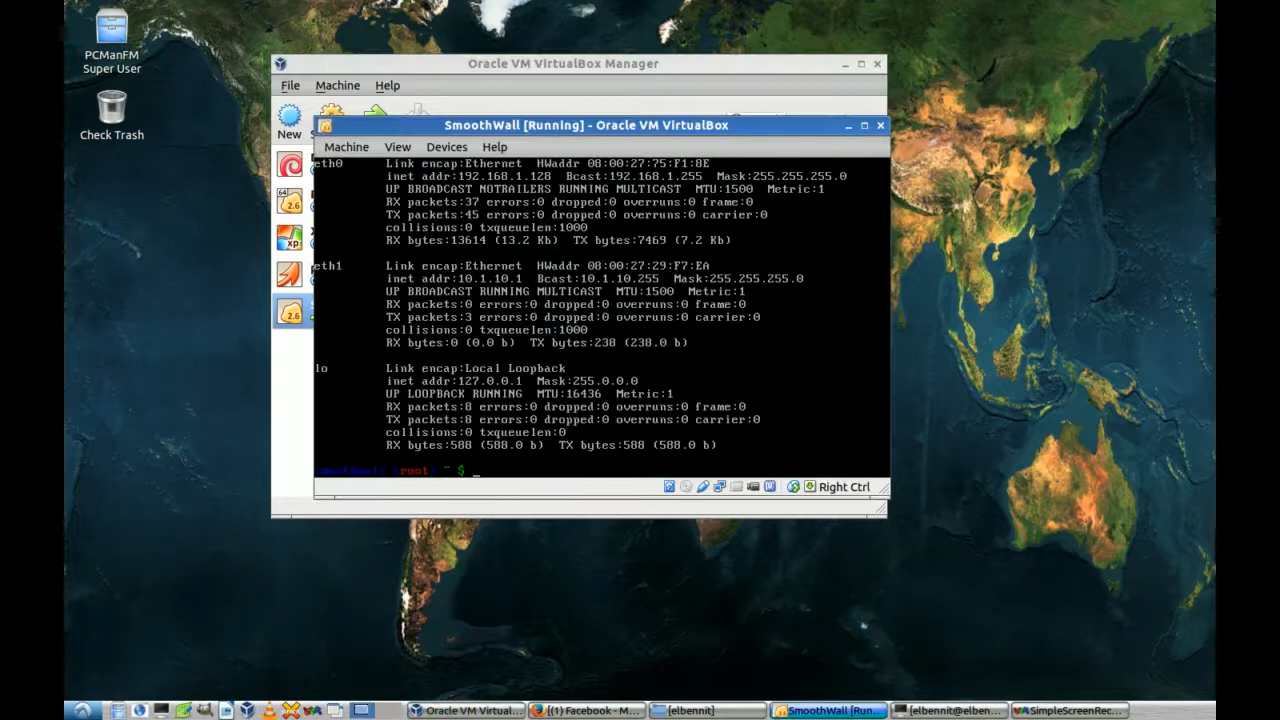 PCManFM
Super User
Check Trash
Oracle VM VirtualBox Manager
File Machine Help
New
SmoothWall [Running] - Oracle VM VirtualBox
Machine View Devices Help
eth0 Link encap:Ethernet HWaddr 08:00:27:75:F1:8E
inet addr:192.168.1.128 Bcast:192.168.1.255 Mask:255.255.255.0
UP BROADCAST NOTRAILERS RUNNING MULTICAST MTU:1500 Metric:1
RX packets:37 errors:0 dropped:0 overruns:0 frame:0
TX packets:45 errors:0 dropped:0 overruns:0 carrier:0
collisions:0 txqueuelen:1000
RX bytes:13614 (13.2 Kb) TX bytes:7469 (7.2 Kb)
eth1 Link encap:Ethernet HWaddr 08:00:27:29:F7:EA
inet addr:10.1.10.1 Bcast:10.1.10.255 Mask:255.255.255.0
UP BROADCAST RUNNING MULTICAST MTU:1500 Metric:1
RX packets:0 errors:0 dropped:0 overruns:0 frame:0
TX packets:3 errors:0 dropped:0 overruns:0 carrier:0
collisions:0 txqueuelen:1000
RX bytes:0 (0.0 b) TX bytes:238 (238.0 b)
lo Link encap:Local Loopback
inet addr:127.0.0.1 Mask:255.0.0.0
UP LOOPBACK RUNNING MTU:16436 Metric:1
RX packets:8 errors:0 dropped:0 overruns:0 frame:0
TX packets:8 errors:0 dropped:0 overruns:0 carrier:0
collisions:0 txqueuelen:0
RX bytes:588 (588.0 b) TX bytes:588 (588.0 b)
smoothwall (root) ~ $ _
64
2.6
xp
2.6
Right Ctrl
Oracle VM Virtual... [(1) Facebook - M... [elbennit] SmoothWall [Run... [elbennit@elben... SimpleScreenRec...